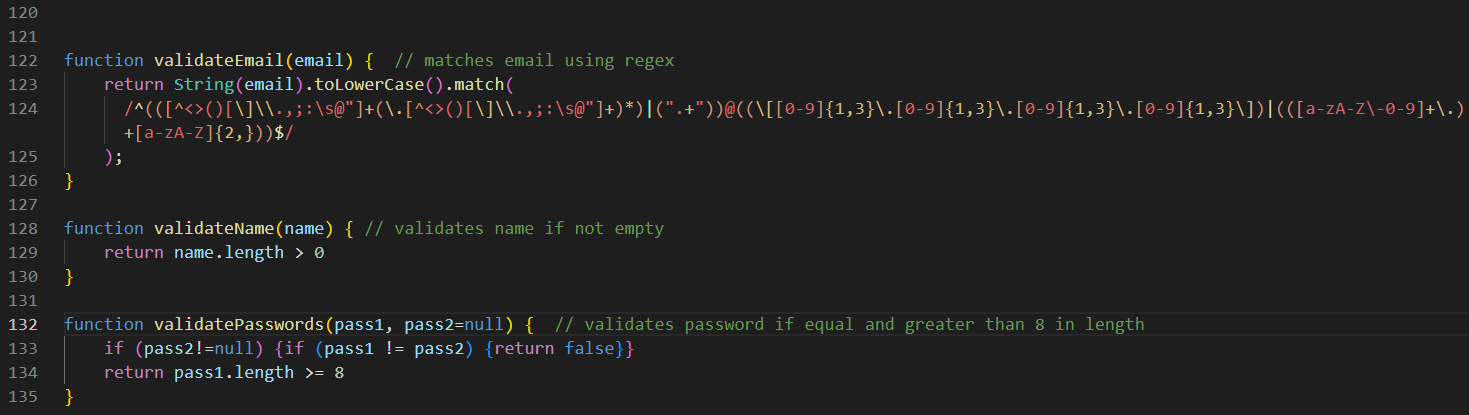 120
121
122 function validateEmail(email) {  // matches email using regex
123     return String(email).toLowerCase().match(
124       /^(([^<>()[\]\\.,;:\s@"]+(\.[^<>()[\]\\.,;:\s@"]+)*)|(".+"))@((\[[0-9]{1,3}\.[0-9]{1,3}\.[0-9]{1,3}\.[0-9]{1,3}\])|(([a-zA-Z\-0-9]+\.)
+[a-zA-Z]{2,}))$/
125     );
126 }
127
128 function validateName(name) { // validates name if not empty
129     return name.length > 0
130 }
131
132 function validatePasswords(pass1, pass2=null) {  // validates password if equal and greater than 8 in length
133     if (pass2!=null) {if (pass1 != pass2) {return false}}
134     return pass1.length >= 8
135 }